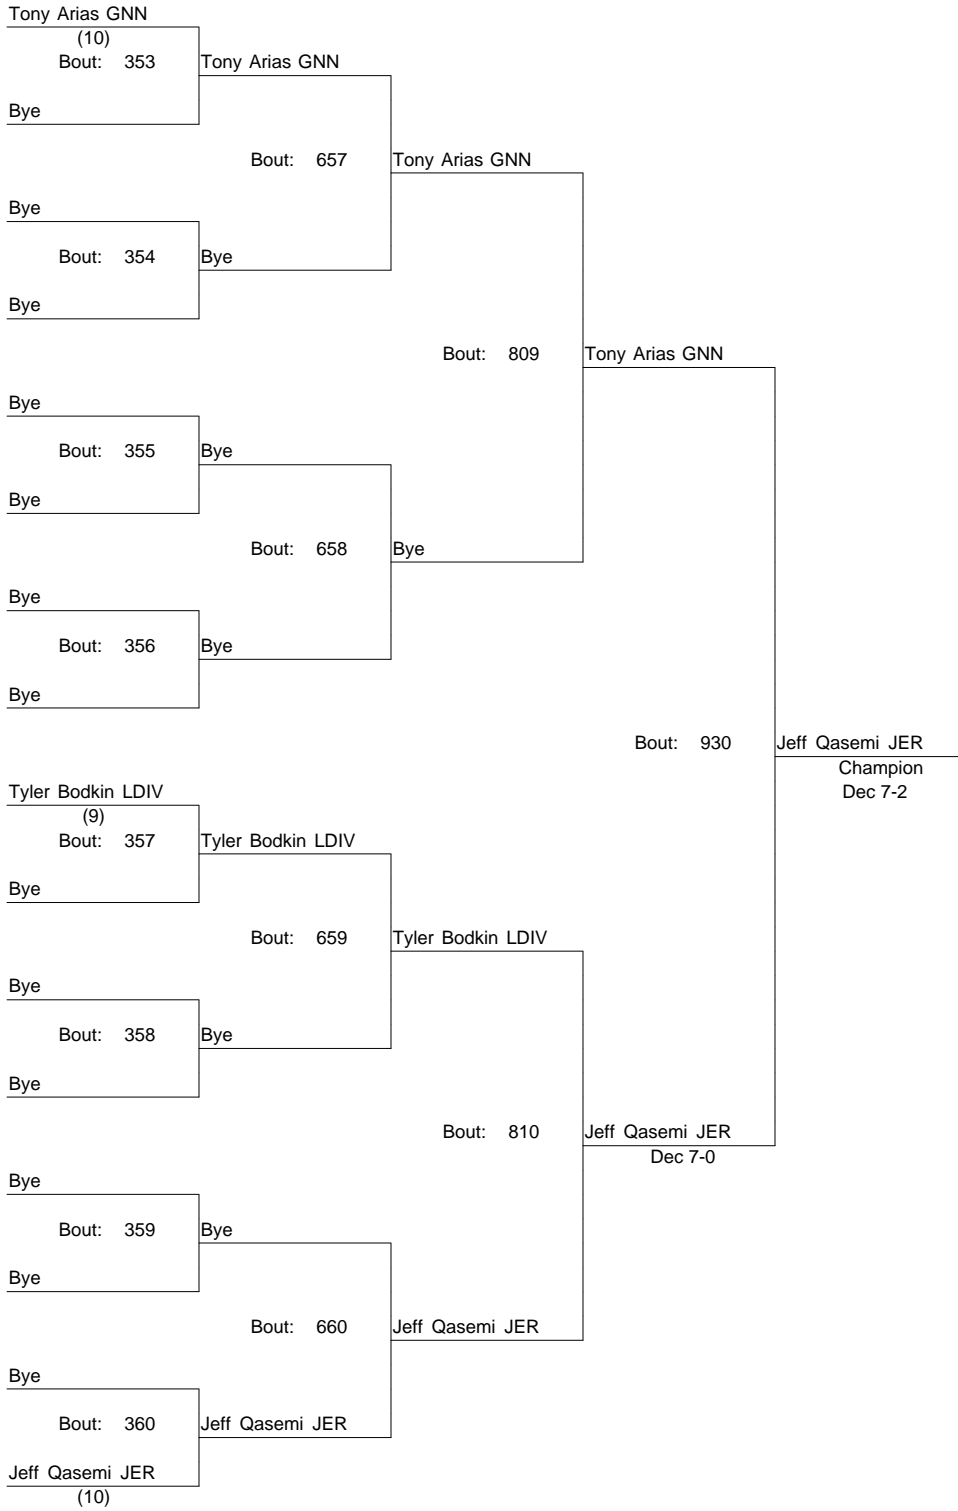 Tony Arias GNN
(10)
Bout: 353 Tony Arias GNN
Bye
Bout: 657 Tony Arias GNN
Bye
Bout: 354 Bye
Bye
Bout: 809 Tony Arias GNN
Bye
Bout: 355 Bye
Bye
Bout: 658 Bye
Bye
Bout: 356 Bye
Bye
Bout: 930 Jeff Qasemi JER
Champion
Dec 7-2
Tyler Bodkin LDIV
(9)
Bout: 357 Tyler Bodkin LDIV
Bye
Bout: 659 Tyler Bodkin LDIV
Bye
Bout: 358 Bye
Bye
Bout: 810 Jeff Qasemi JER
Dec 7-0
Bye
Bout: 359 Bye
Bye
Bout: 660 Jeff Qasemi JER
Bye
Bout: 360 Jeff Qasemi JER
Jeff Qasemi JER
(10)